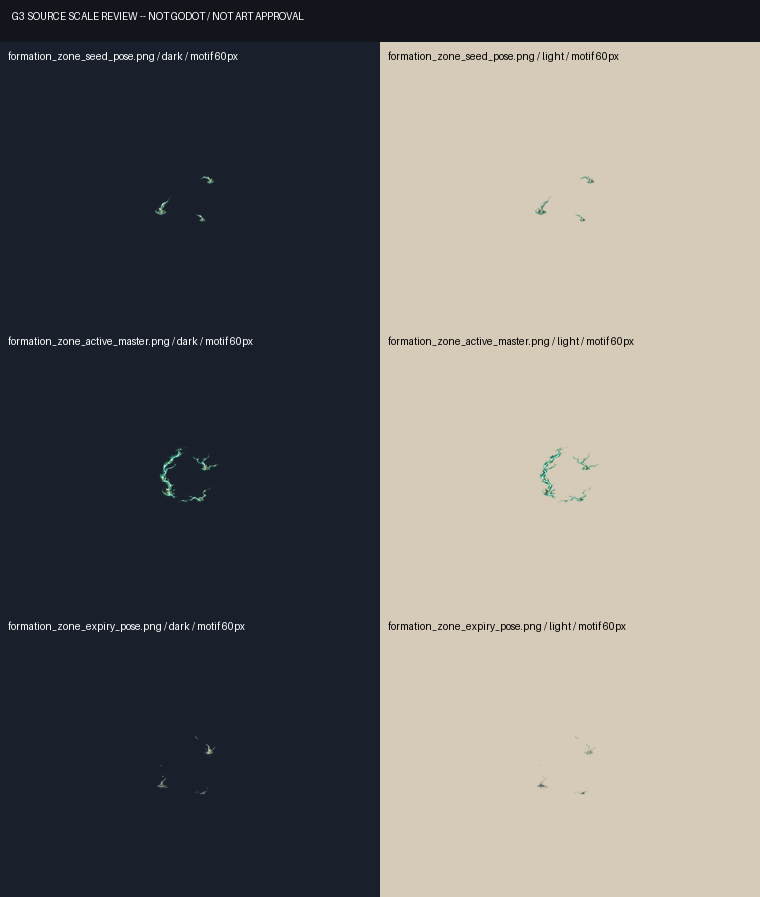 G3 SOURCE SCALE REVIEW -- NOT GODOT / NOT ART APPROVAL
formation_zone_seed_pose.png / dark / motif 60px
formation_zone_seed_pose.png / light / motif 60px
formation_zone_active_master.png / dark / motif 60px
formation_zone_active_master.png / light / motif 60px
formation_zone_expiry_pose.png / dark / motif 60px
formation_zone_expiry_pose.png / light / motif 60px